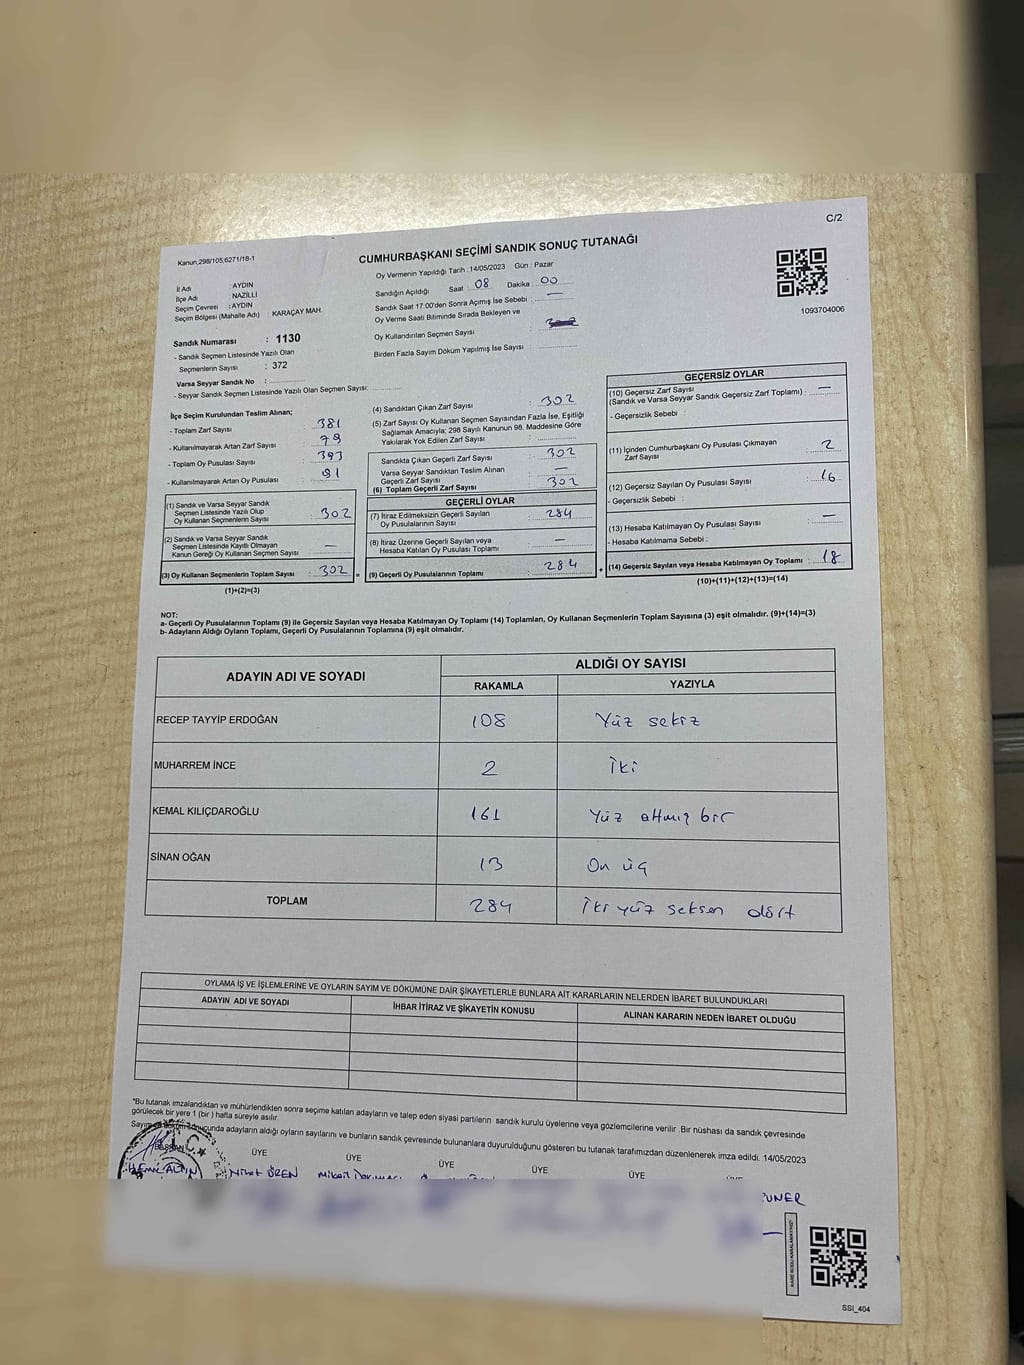 C/2
Kanun;298/105,6271/18-1
CUMHURBAŞKANI SEÇİMİ SANDIK SONUÇ TUTANAĞI
Oy Vermenin Yapıldığı Tarih : 14/05/2023 Gün : Pazar
İl Adı : AYDIN
İlçe Adı NAZİLLİ
Seçim Çevresi : AYDIN
Seçim Bölgesi (Mahalle Adı) : KARAÇAY MAH.
Sandığın Açıldığı Saat 08 Dakika 00
Sandık Saat 17:00'den Sonra Açımış İse Sebebi : —
Oy Verme Saati Bitiminde Sırada Bekleyen ve
Oy Kullandırılan Seçmen Sayısı
Birden Fazla Sayım Döküm Yapılmış İse Sayısı :
1093704006
Sandık Numarası : 1130
- Sandık Seçmen Listesinde Yazılı Olan
Seçmenlerin Sayısı : 372
Varsa Seyyar Sandık No :
- Seyyar Sandık Seçmen Listesinde Yazılı Olan Seçmen Sayısı:
İlçe Seçim Kurulundan Teslim Alınan;
- Toplam Zarf Sayısı : 381
- Kullanılmayarak Artan Zarf Sayısı : 79
- Toplam Oy Pusulası Sayısı : 393
- Kullanılmayarak Artan Oy Pusulası : 91
(1) Sandık ve Varsa Seyyar Sandık
Seçmen Listesinde Yazılı Olup
Oy Kullanan Seçmenlerin Sayısı : 302
(2) Sandık ve Varsa Seyyar Sandık
Seçmen Listesinde Kayıtlı Olmayan
Kanun Gereği Oy Kullanan Seçmen Sayısı : —
(3) Oy Kullanan Seçmenlerin Toplam Sayısı : 302 =
(1)+(2)=(3)
(4) Sandıktan Çıkan Zarf Sayısı : 302
(5) Zarf Sayısı Oy Kullanan Seçmen Sayısından Fazla İse, Eşitliği
Sağlamak Amacıyla; 298 Sayılı Kanunun 98. Maddesine Göre
Yakılarak Yok Edilen Zarf Sayısı :
Sandıkta Çıkan Geçerli Zarf Sayısı : 302
Varsa Seyyar Sandıktan Teslim Alınan
Geçerli Zarf Sayısı : —
(6) Toplam Geçerli Zarf Sayısı : 302
GEÇERLİ OYLAR
(7) İtiraz Edilmeksizin Geçerli Sayılan
Oy Pusulalarının Sayısı : 284
(8) İtiraz Üzerine Geçerli Sayılan veya
Hesaba Katılan Oy Pusulası Toplamı : —
(9) Geçerli Oy Pusulalarının Toplamı : 284 +
GEÇERSİZ OYLAR
(10) Geçersiz Zarf Sayısı
(Sandık ve Varsa Seyyar Sandık Geçersiz Zarf Toplamı) : —
- Geçersizlik Sebebi :
(11) İçinden Cumhurbaşkanı Oy Pusulası Çıkmayan
Zarf Sayısı : 2
(12) Geçersiz Sayılan Oy Pusulası Sayısı : 16
- Geçersizlik Sebebi :
(13) Hesaba Katılmayan Oy Pusulası Sayısı : —
- Hesaba Katılmama Sebebi :
(14) Geçersiz Sayılan veya Hesaba Katılmayan Oy Toplamı : 18
(10)+(11)+(12)+(13)=(14)
NOT:
a- Geçerli Oy Pusulalarının Toplamı (9) ile Geçersiz Sayılan veya Hesaba Katılmayan Oy Toplamı (14) Toplamları, Oy Kullanan Seçmenlerin Toplam Sayısına (3) eşit olmalıdır. (9)+(14)=(3)
b- Adayların Aldığı Oyların Toplamı, Geçerli Oy Pusulalarının Toplamına (9) eşit olmalıdır.
ADAYIN ADI VE SOYADI
ALDIĞI OY SAYISI
RAKAMLA YAZIYLA
RECEP TAYYİP ERDOĞAN 108 Yüz sekiz
MUHARREM İNCE 2 İki
KEMAL KILIÇDAROĞLU 161 Yüz altmış bir
SİNAN OĞAN 13 On üç
TOPLAM 284 İki yüz seksen dört
OYLAMA İŞ VE İŞLEMLERİNE VE OYLARIN SAYIM VE DÖKÜMÜNE DAİR ŞİKAYETLERLE BUNLARA AİT KARARLARIN NELERDEN İBARET BULUNDUKLARI
ADAYIN ADI VE SOYADI İHBAR İTİRAZ VE ŞİKAYETİN KONUSU ALINAN KARARIN NEDEN İBARET OLDUĞU
*Bu tutanak imzalandıktan ve mühürlendikten sonra seçime katılan adayların ve talep eden siyasi partilerin sandık kurulu üyelerine veya gözlemcilerine verilir. Bir nüshası da sandık çevresinde
görülecek bir yere 1 (bir) hafta süreyle asılır.
Sayım ve döküm sonucunda adayların aldığı oyların sayılarını ve bunların sandık çevresinde bulunanlara duyurulduğunu gösteren bu tutanak tarafımızdan düzenlenerek imza edildi. 14/05/2023
BAŞKAN ÜYE ÜYE ÜYE ÜYE ÜYE
T.C.
ALTIN Nihat ÖREN Mikail
KARE KODU KARALAMAYINIZ!
SSI_404